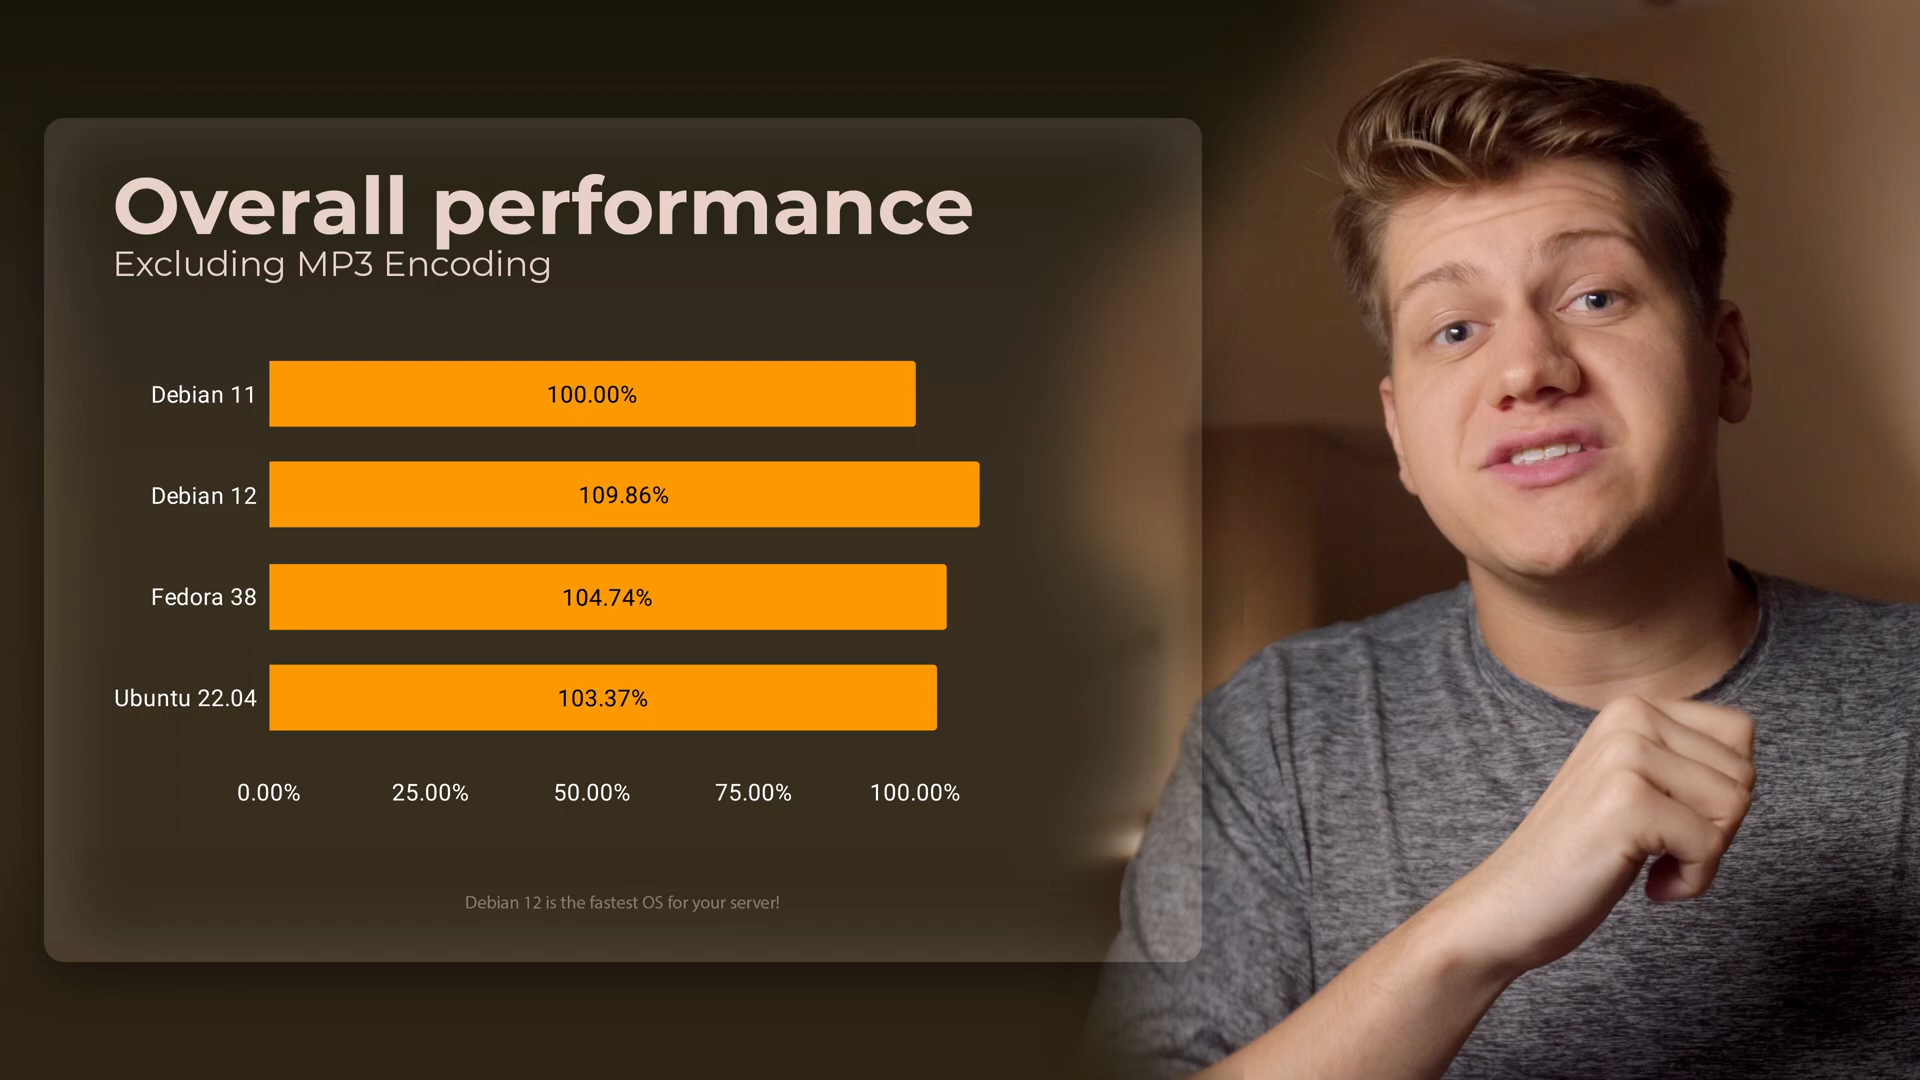 Overall performance
Excluding MP3 Encoding
Debian 11
100.00%
Debian 12
109.86%
Fedora 38
104.74%
Ubuntu 22.04
103.37%
0.00% 25.00% 50.00% 75.00% 100.00%
Debian 12 is the fastest OS for your server!